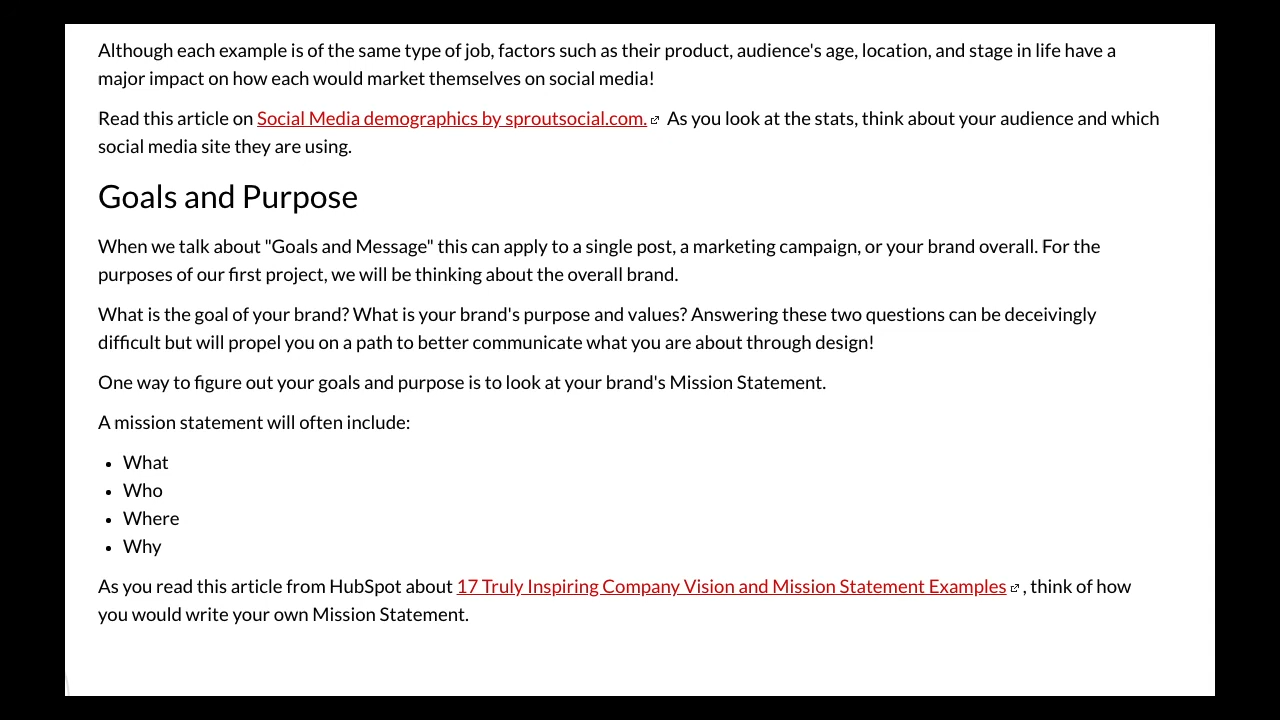 Although each example is of the same type of job, factors such as their product, audience's age, location, and stage in life have a
major impact on how each would market themselves on social media!
Read this article on Social Media demographics by sproutsocial.com. As you look at the stats, think about your audience and which
social media site they are using.
Goals and Purpose
When we talk about "Goals and Message" this can apply to a single post, a marketing campaign, or your brand overall. For the
purposes of our first project, we will be thinking about the overall brand.
What is the goal of your brand? What is your brand's purpose and values? Answering these two questions can be deceivingly
difficult but will propel you on a path to better communicate what you are about through design!
One way to figure out your goals and purpose is to look at your brand's Mission Statement.
A mission statement will often include:
• What
• Who
• Where
• Why
As you read this article from HubSpot about 17 Truly Inspiring Company Vision and Mission Statement Examples , think of how
you would write your own Mission Statement.